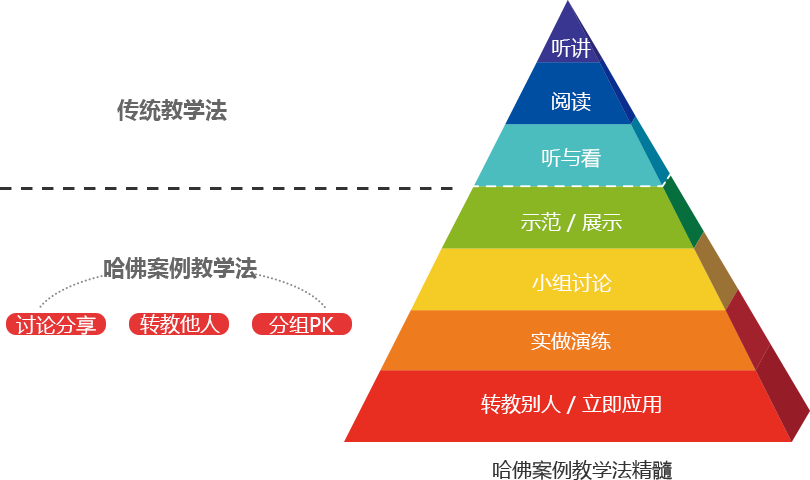 听讲
阅读
传统教学法
听与看
示范 / 展示
哈佛案例教学法
小组讨论
讨论分享
转教他人
分组PK
实做演练
转教别人 / 立即应用
哈佛案例教学法精髓